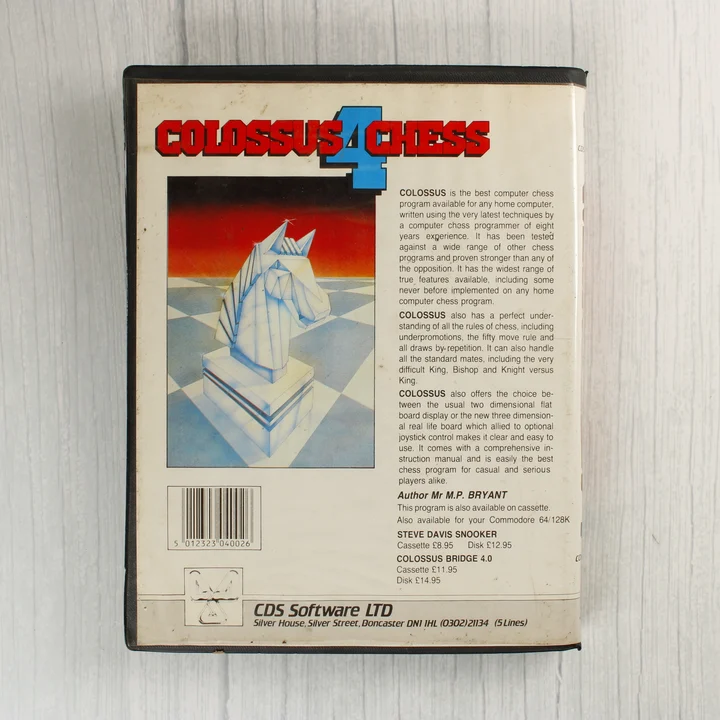 COLOSSUS 4 CHESS
COLOSSUS is the best computer chess
program available for any home computer,
written using the very latest techniques by
a computer chess programmer of eight
years experience. It has been tested
against a wide range of other chess
programs and proven stronger than any of
the opposition. It has the widest range of
true features available, including some
never before implemented on any home
computer chess program.
COLOSSUS also has a perfect under-
standing of all the rules of chess, including
underpromotions, the fifty move rule and
all draws by-repetition. It can also handle
all the standard mates, including the very
difficult King, Bishop and Knight versus
King.
COLOSSUS also offers the choice be-
tween the usual two dimensional flat
board display or the new three dimension-
al real life board which allied to optional
joystick control makes it clear and easy to
use. It comes with a comprehensive in-
struction manual and is easily the best
chess program for casual and serious
players alike.
Author Mr M.P. BRYANT
This program is also available on cassette.
Also available for your Commodore 64/128K
STEVE DAVIS SNOOKER
Cassette £8.95 Disk £12.95
COLOSSUS BRIDGE 4.0
Cassette £11.95
Disk £14.95
5 012323 040026
CDS Software LTD
Silver House, Silver Street, Doncaster DN1 1HL (0302) 21134 (5 Lines)